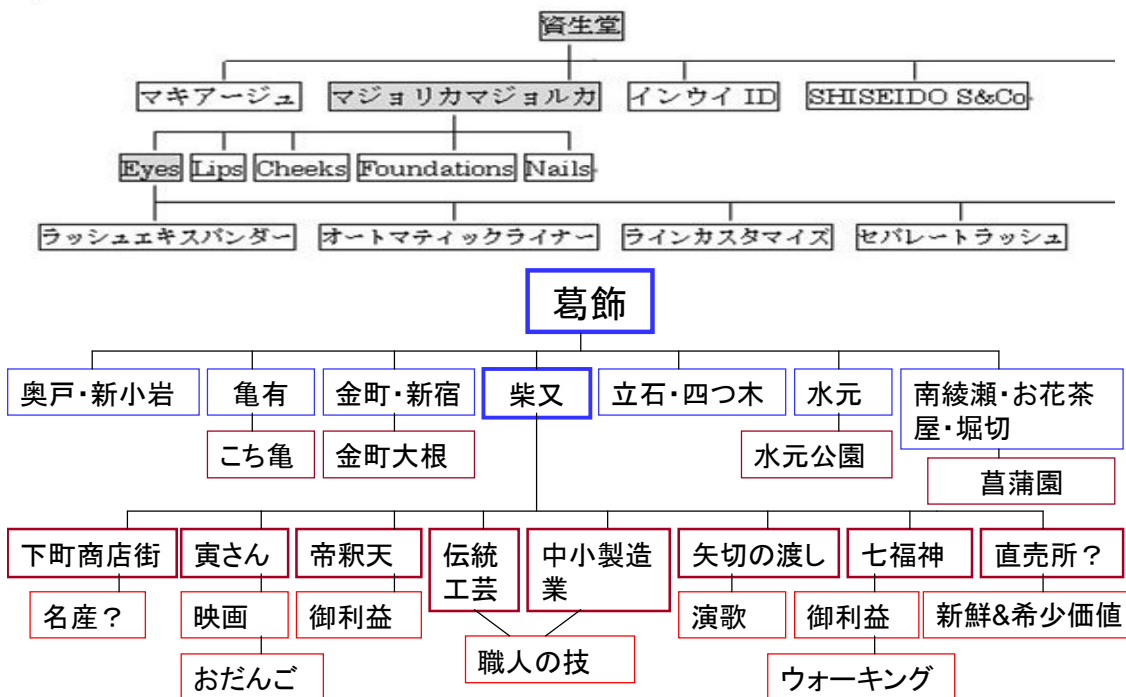 資生堂
マキアージュ
マジョリカマジョルカ
インウイ ID
SHISEIDO S&Co
Eyes
Lips
Cheeks
Foundations
Nails
ラッシュエキスパンダー
オートマティックライナー
ラインカスタマイズ
セパレートラッシュ
葛飾
奥戸・新小岩
亀有
金町・新宿
柴又
立石・四つ木
水元
南綾瀬・お花茶
屋・堀切
こち亀
金町大根
水元公園
菖蒲園
下町商店街
寅さん
帝釈天
伝統
工芸
中小製造
業
矢切の渡し
七福神
直売所？
名産？
映画
御利益
職人の技
演歌
御利益
新鮮&希少価値
おだんご
ウォーキング